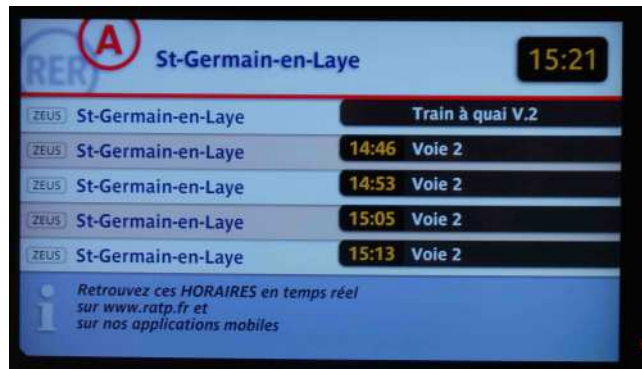 RER A St-Germain-en-Laye 15:21
ZEUS St-Germain-en-Laye Train à quai V.2
ZEUS St-Germain-en-Laye 14:46 Voie 2
ZEUS St-Germain-en-Laye 14:53 Voie 2
ZEUS St-Germain-en-Laye 15:05 Voie 2
ZEUS St-Germain-en-Laye 15:13 Voie 2
i Retrouvez ces HORAIRES en temps réel
sur www.ratp.fr et
sur nos applications mobiles